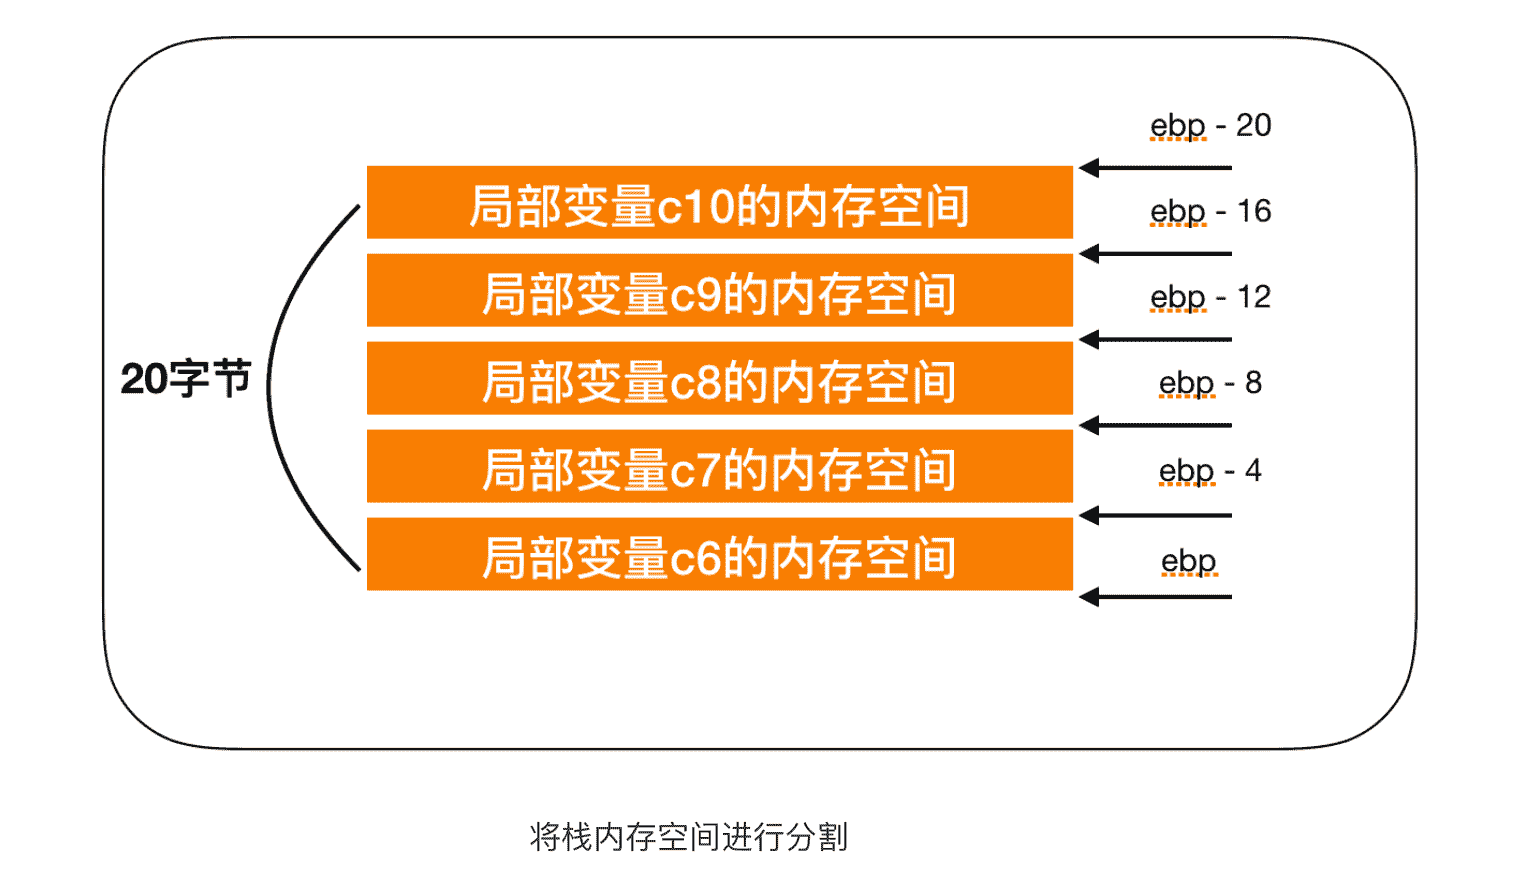 ebp - 20
局部变量c10的内存空间
ebp - 16
局部变量c9的内存空间
ebp - 12
局部变量c8的内存空间
20字节
ebp - 8
局部变量c7的内存空间
ebp - 4
局部变量c6的内存空间
ebp
将栈内存空间进行分割